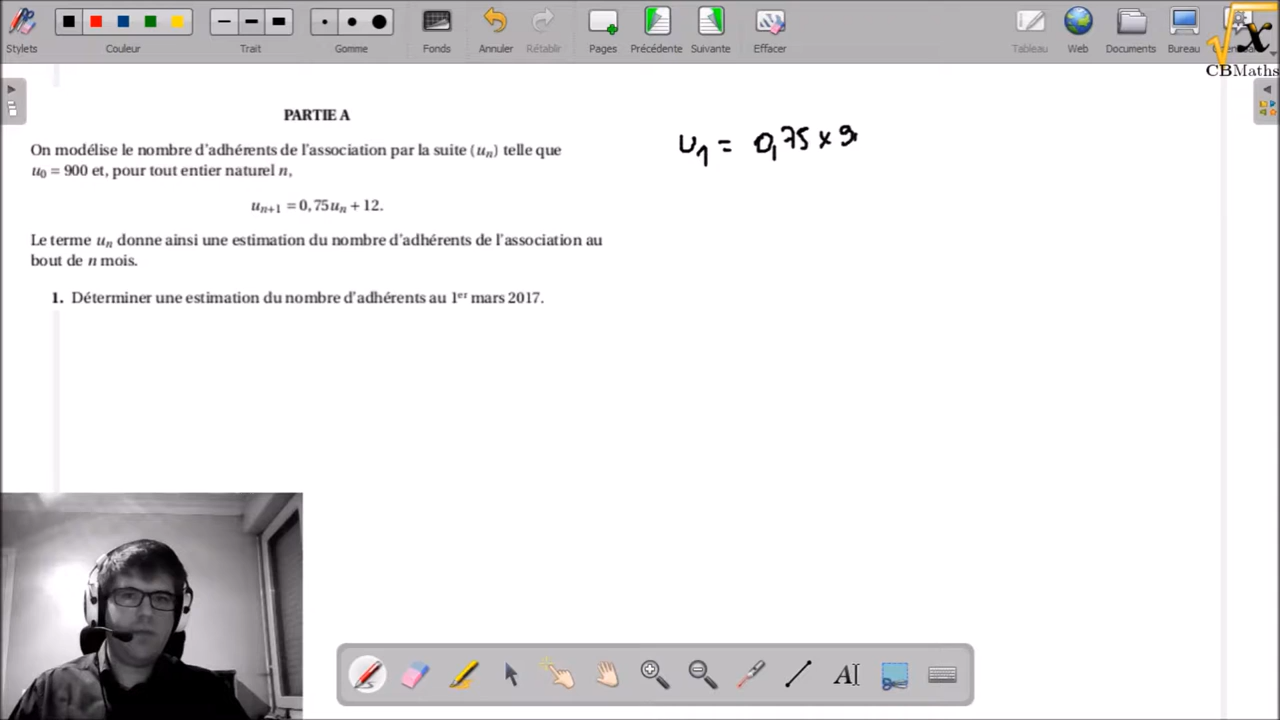 Stylets Couleur Trait Gomme Fonds Annuler Rétablir Pages Précédente Suivante Effacer Tableau Web Documents Bureau
CBMaths
PARTIE A
On modélise le nombre d'adhérents de l'association par la suite (uₙ) telle que
u₀ = 900 et, pour tout entier naturel n,
uₙ₊₁ = 0,75uₙ + 12.
Le terme uₙ donne ainsi une estimation du nombre d'adhérents de l'association au
bout de n mois.
1. Déterminer une estimation du nombre d'adhérents au 1ᵉʳ mars 2017.
u₁ = 0,75 × 9